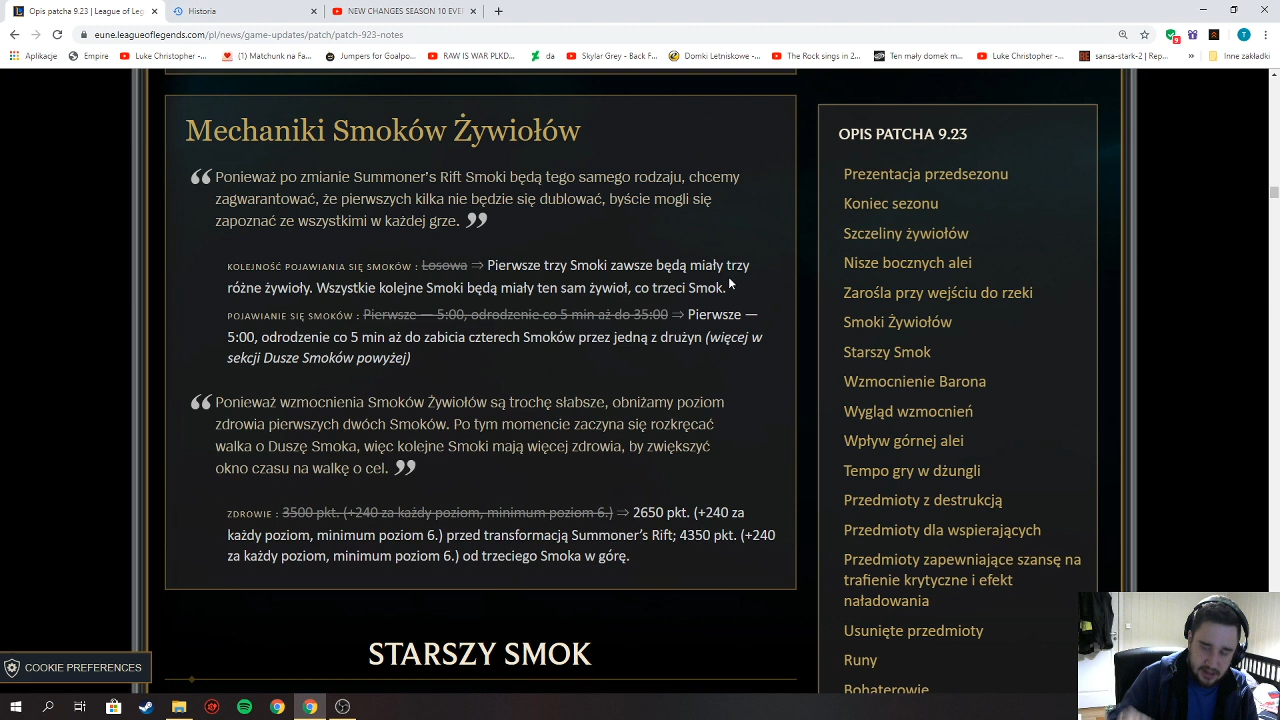 Opis patcha 9.23 | League of Leg
Historia
NEW CHANGES SEASON 10 EVE
eune.leagueoflegends.com/pl/news/game-updates/patch/patch-923-notes
9
T
Aplikacje
Empire
Luke Christopher -...
(1) Matchunk na Fa...
Jumpers for Goalpo...
RAW IS WAR PLKD...
da
Skylar Grey - Back F...
Domki Letniskowe -...
The Rock sings in 2...
Ten mały domek m...
Luke Christopher -...
sansa-stark-2 | Rep...
»
Inne zakładki
Mechaniki Smoków Żywiołów
“ Ponieważ po zmianie Summoner's Rift Smoki będą tego samego rodzaju, chcemy
zagwarantować, że pierwszych kilka nie będzie się dublować, byście mogli się
zapoznać ze wszystkimi w każdej grze. ”
KOLEJNOŚĆ POJAWIANIA SIĘ SMOKÓW : Losowa ⇒ Pierwsze trzy Smoki zawsze będą miały trzy
różne żywioły. Wszystkie kolejne Smoki będą miały ten sam żywioł, co trzeci Smok.
POJAWIANIE SIĘ SMOKÓW : Pierwsze — 5:00, odrodzenie co 5 min aż do 35:00 ⇒ Pierwsze —
5:00, odrodzenie co 5 min aż do zabicia czterech Smoków przez jedną z drużyn (więcej w
sekcji Dusze Smoków powyżej)
“ Ponieważ wzmocnienia Smoków Żywiołów są trochę słabsze, obniżamy poziom
zdrowia pierwszych dwóch Smoków. Po tym momencie zaczyna się rozkręcać
walka o Duszę Smoka, więc kolejne Smoki mają więcej zdrowia, by zwiększyć
okno czasu na walkę o cel. ”
ZDROWIE : 3500 pkt. (+240 za każdy poziom, minimum poziom 6.) ⇒ 2650 pkt. (+240 za
każdy poziom, minimum poziom 6.) przed transformacją Summoner's Rift; 4350 pkt. (+240
za każdy poziom, minimum poziom 6.) od trzeciego Smoka w górę.
STARSZY SMOK
OPIS PATCHA 9.23
Prezentacja przedsezonu
Koniec sezonu
Szczeliny żywiołów
Nisze bocznych alei
Zarośla przy wejściu do rzeki
Smoki Żywiołów
Starszy Smok
Wzmocnienie Barona
Wygląd wzmocnień
Wpływ górnej alei
Tempo gry w dżungli
Przedmioty z destrukcją
Przedmioty dla wspierających
Przedmioty zapewniające szansę na
trafienie krytyczne i efekt
naładowania
Usunięte przedmioty
Runy
Bohaterowie
COOKIE PREFERENCES